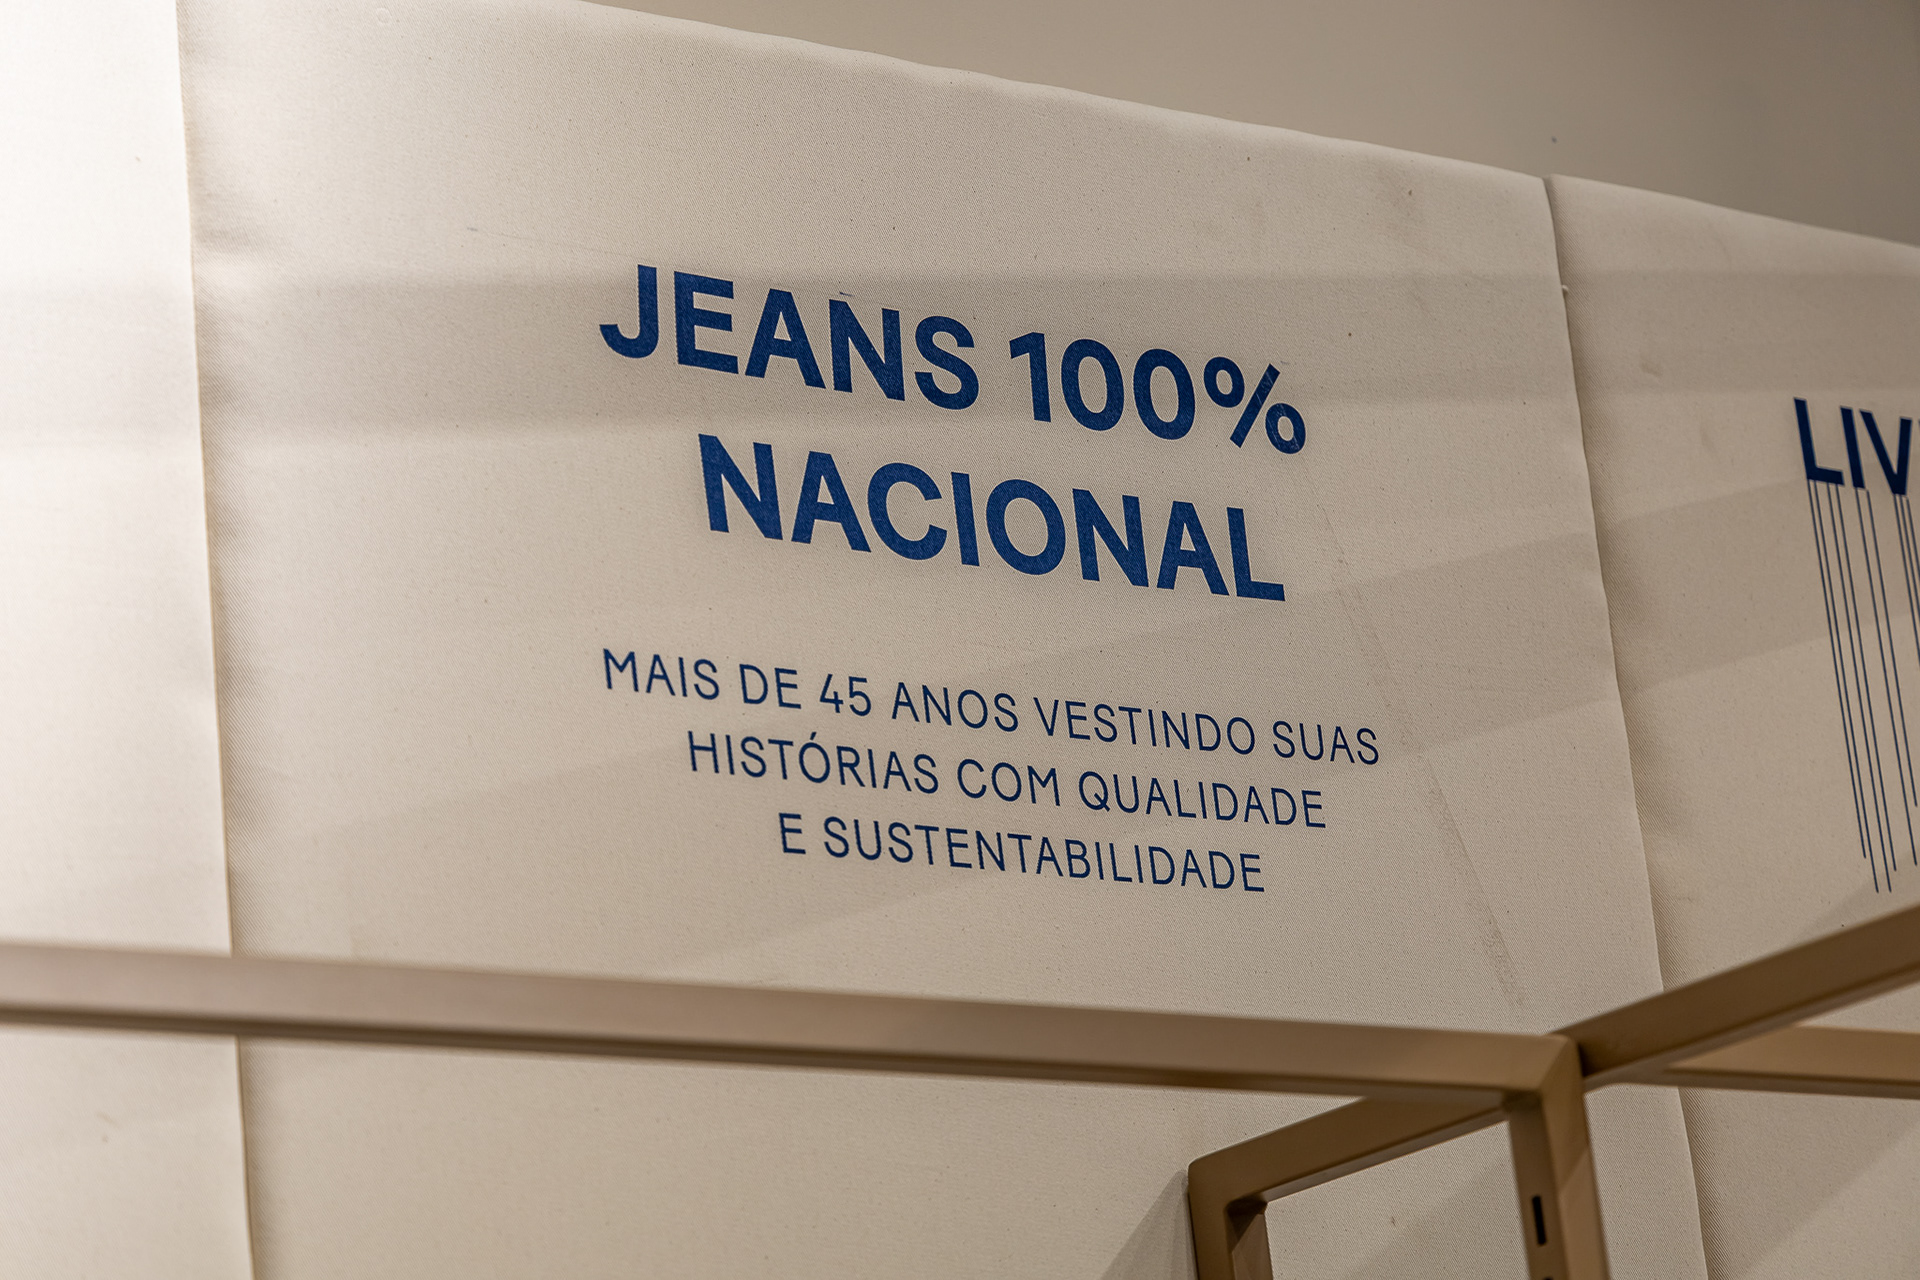 JEANS 100%
NACIONAL
MAIS DE 45 ANOS VESTINDO SUAS
HISTÓRIAS COM QUALIDADE
E SUSTENTABILIDADE